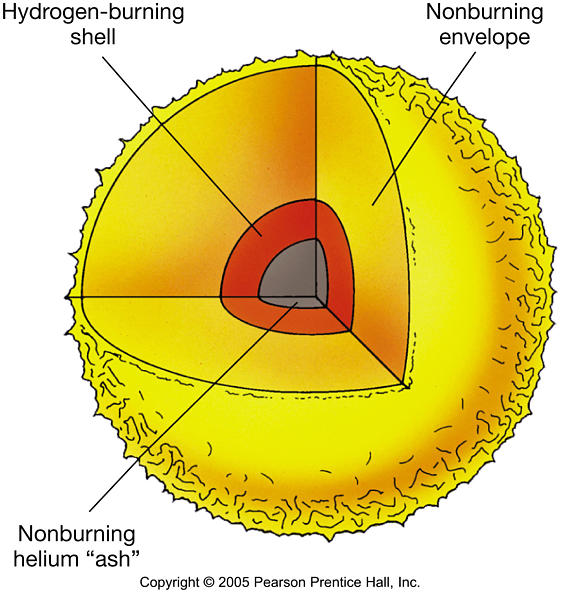 Hydrogen-burning
shell
Nonburning
envelope
Nonburning
helium “ash”
Copyright © 2005 Pearson Prentice Hall, Inc.